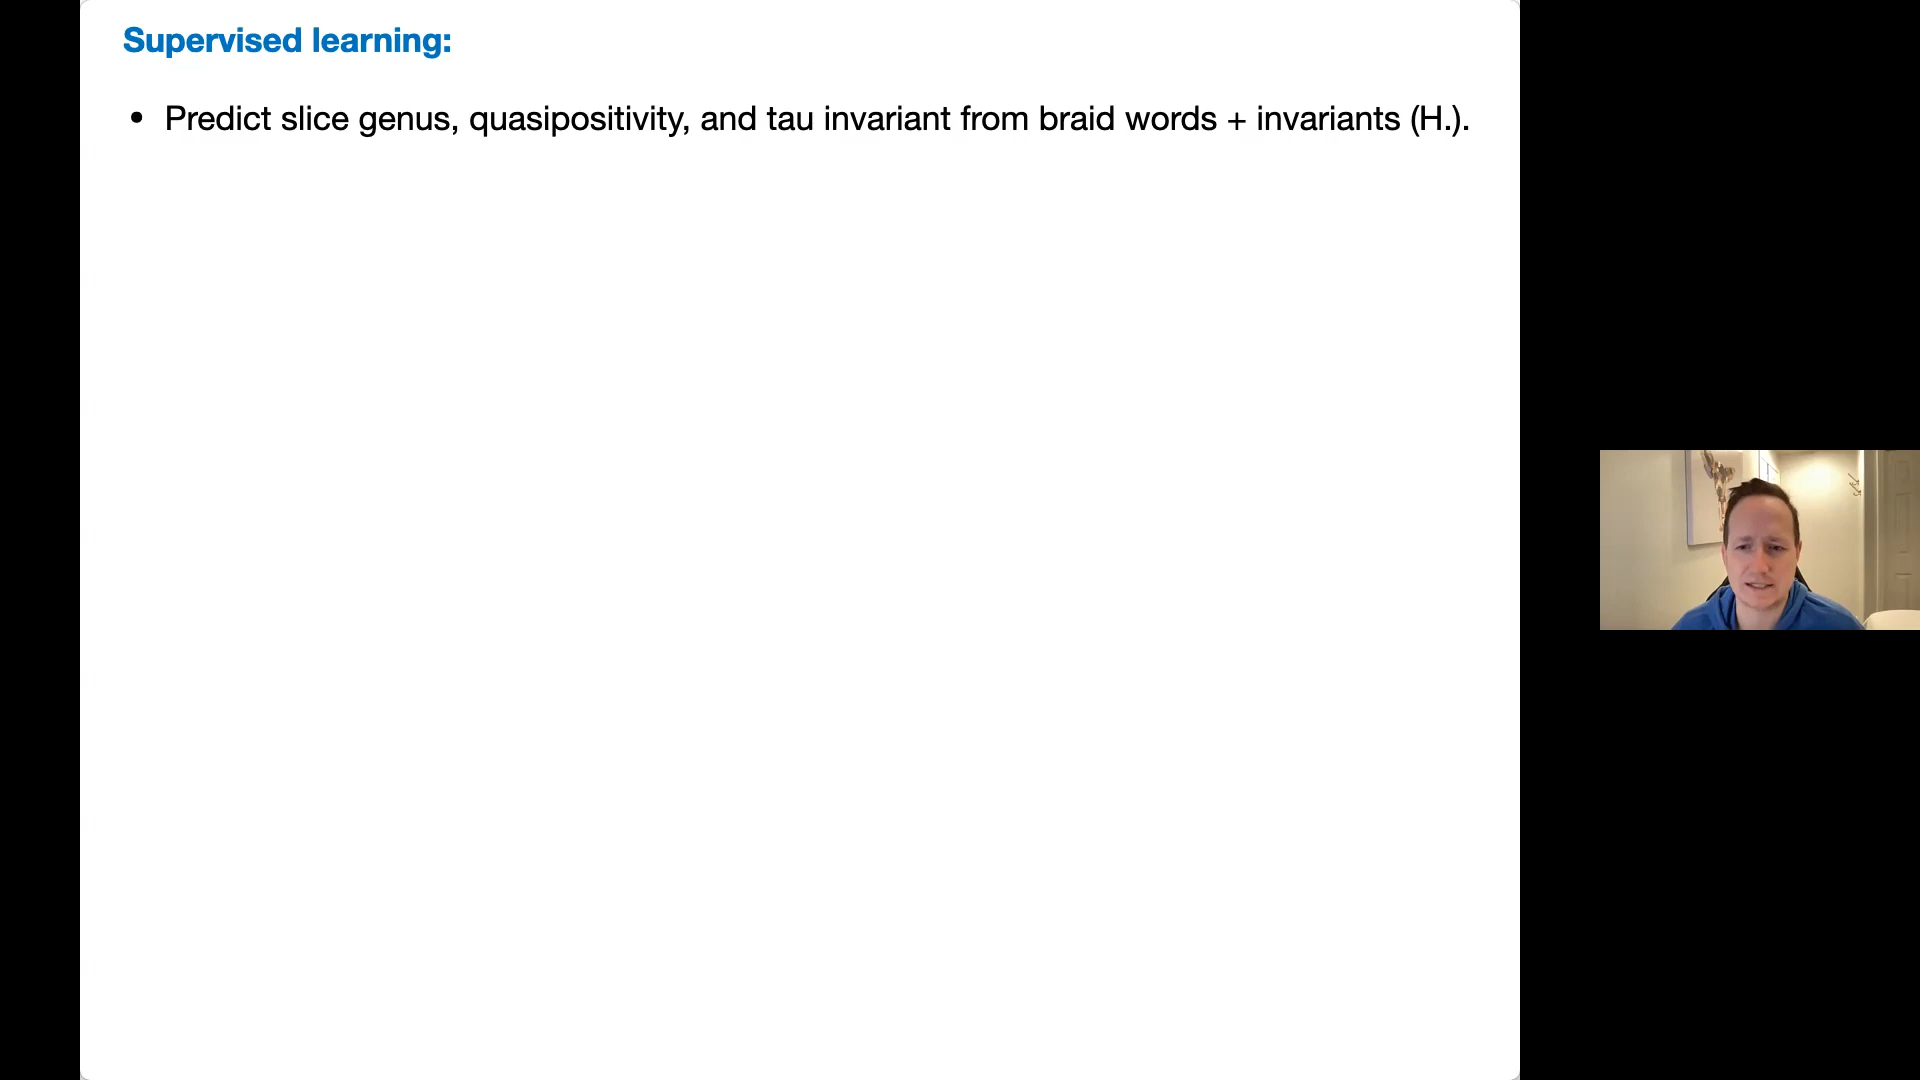 Supervised learning:
• Predict slice genus, quasipositivity, and tau invariant from braid words + invariants (H.).